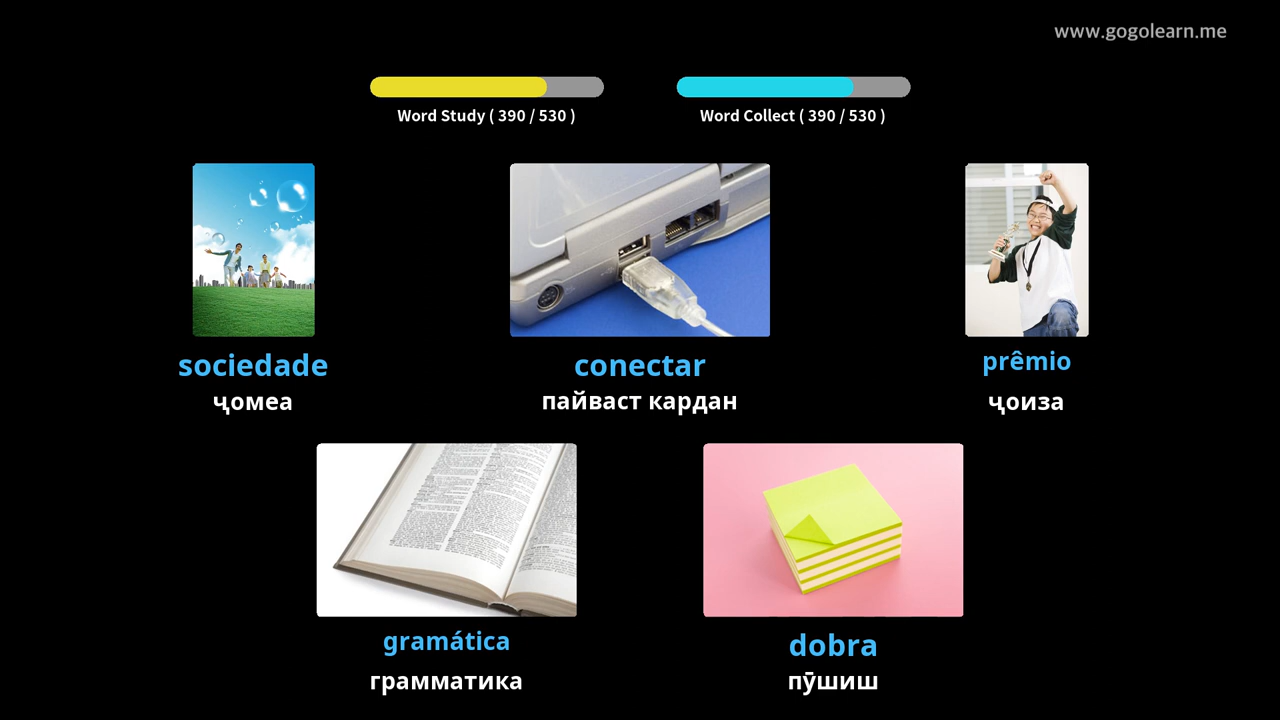 www.gogolearn.me
Word Study ( 390 / 530 )
Word Collect ( 390 / 530 )
sociedade
ҷомеа
conectar
пайваст кардан
prêmio
ҷоиза
gramática
грамматика
dobra
пӯшиш